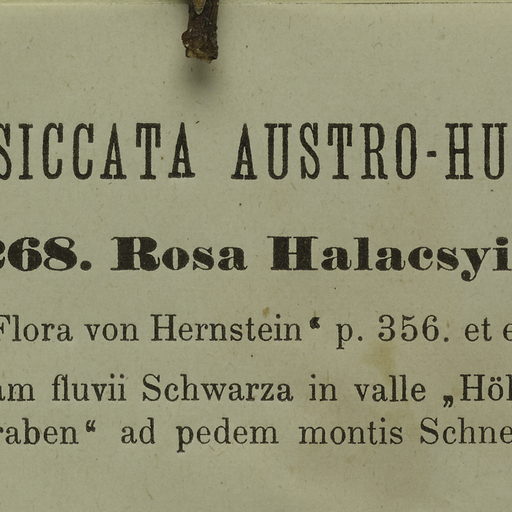 SICCATA AUSTRO-HU
268. Rosa Halacsyi
Flora von Hernstein“ p. 356. et e
am fluvii Schwarza in valle „Höl
raben“ ad pedem montis Schne